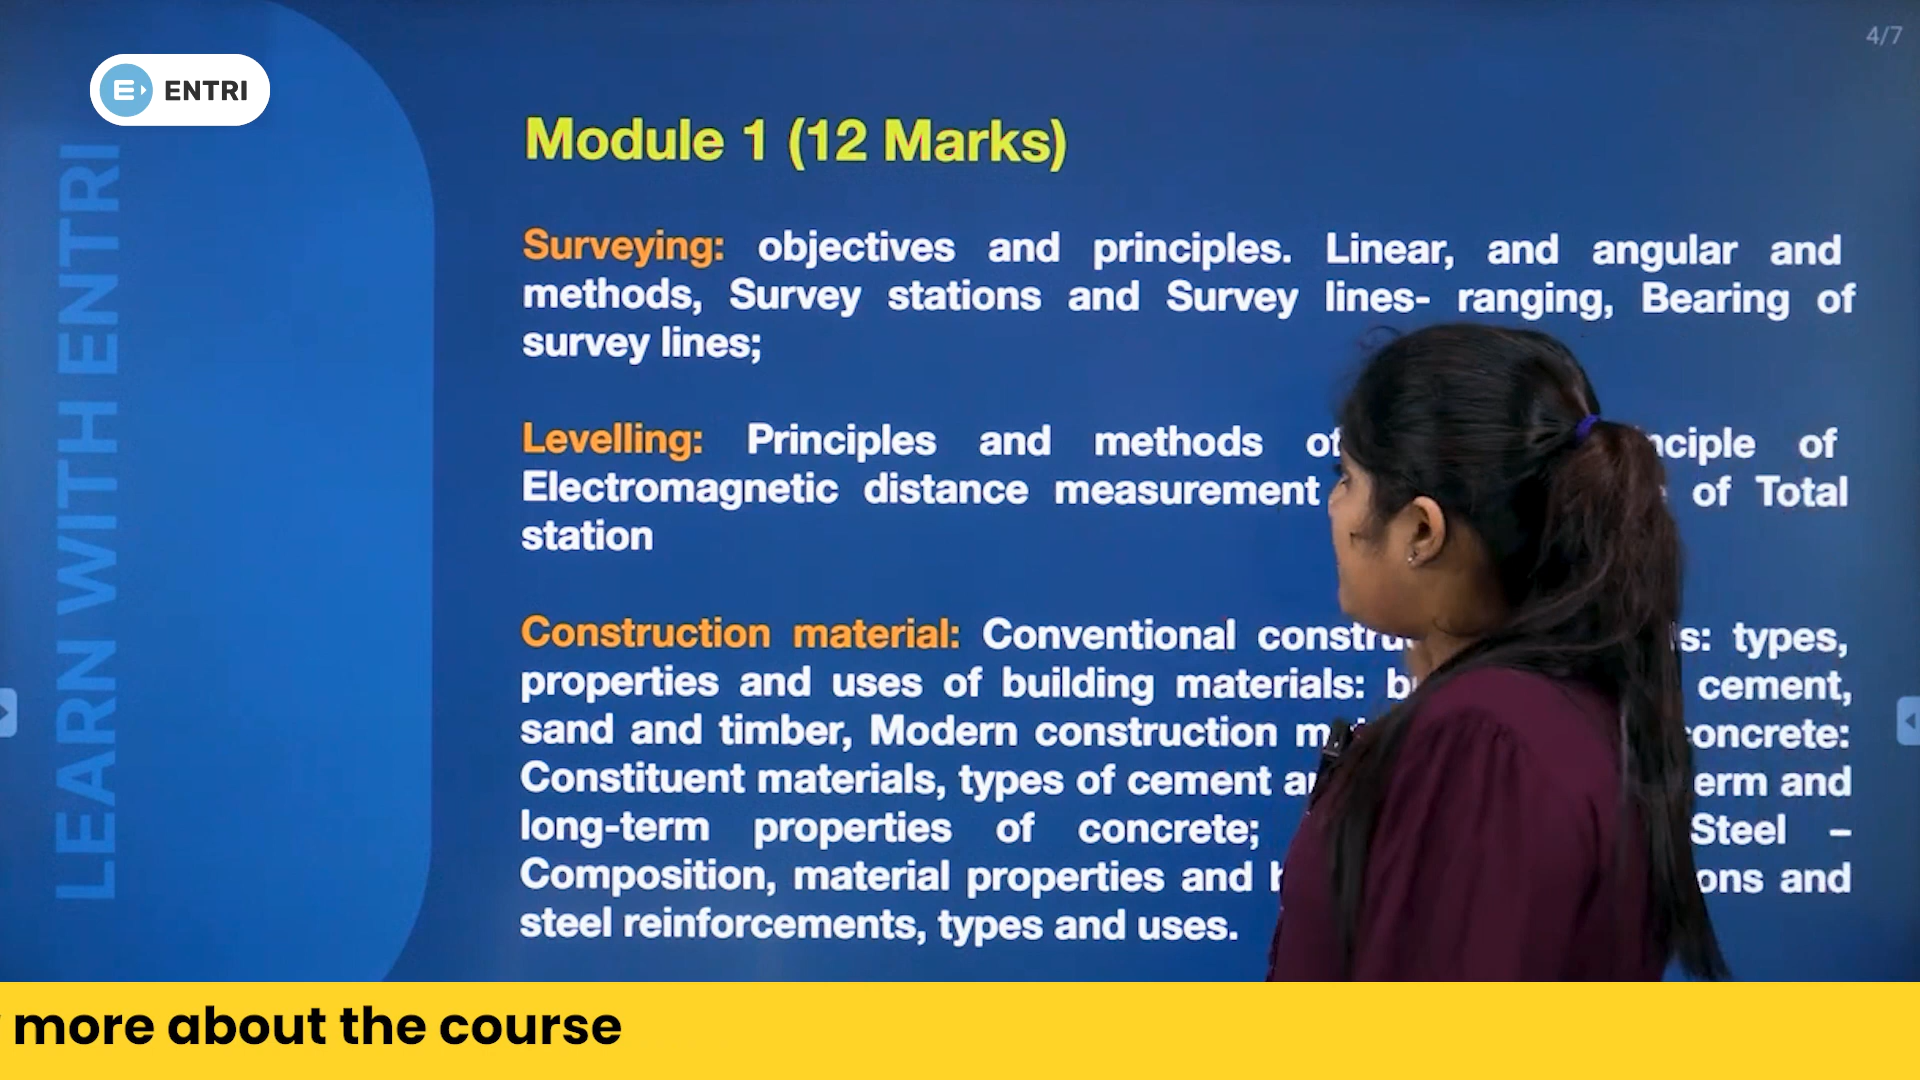 4/7
ENTRI
LEARN WITH ENTRI
Module 1 (12 Marks)
Surveying: objectives and principles. Linear, and angular and
methods, Survey stations and Survey lines- ranging, Bearing of
survey lines;
Levelling: Principles and methods of
Electromagnetic distance measurement of Total
station
Construction material: Conventional types,
properties and uses of building materials: cement,
sand and timber, Modern construction
Constituent materials, types of cement and
long-term properties of concrete; Steel –
Composition, material properties and and
steel reinforcements, types and uses.
more about the course